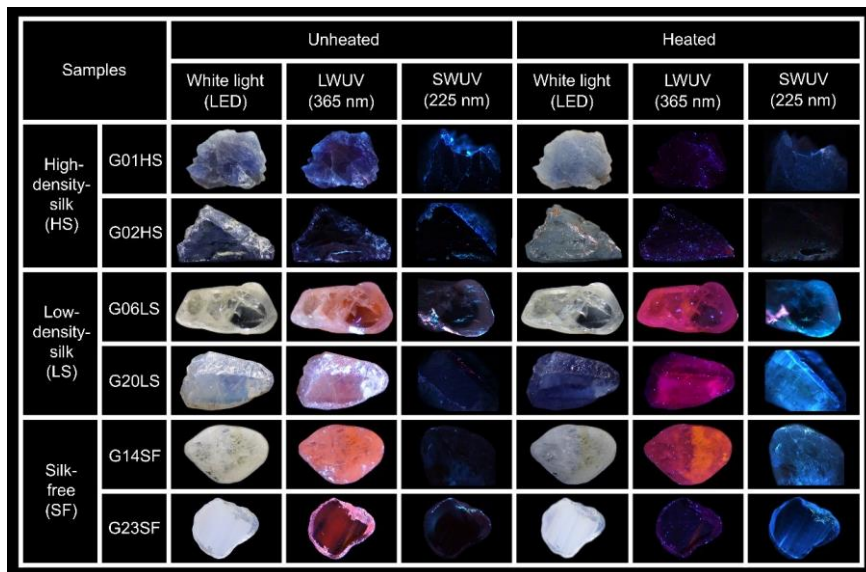 Samples
Unheated
Heated
White light
(LED)
LWUV
(365 nm)
SWUV
(225 nm)
White light
(LED)
LWUV
(365 nm)
SWUV
(225 nm)
High-
density-
silk
(HS)
G01HS
G02HS
Low-
density-
silk
(LS)
G06LS
G20LS
Silk-
free
(SF)
G14SF
G23SF